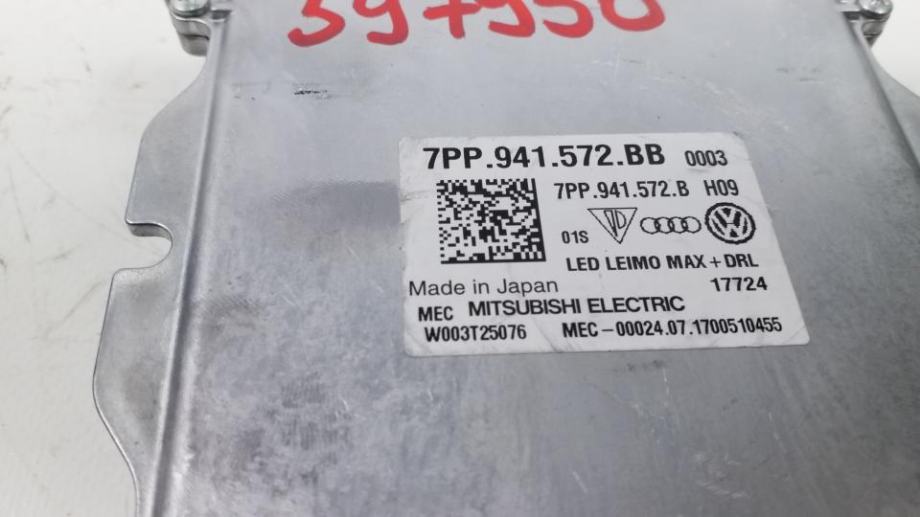 397950
7PP.941.572.BB 0003
7PP.941.572.B H09
01S
LED LEIMO MAX+DRL
Made in Japan 17724
MEC MITSUBISHI ELECTRIC
W003T25076 MEC-00024.07.1700510455